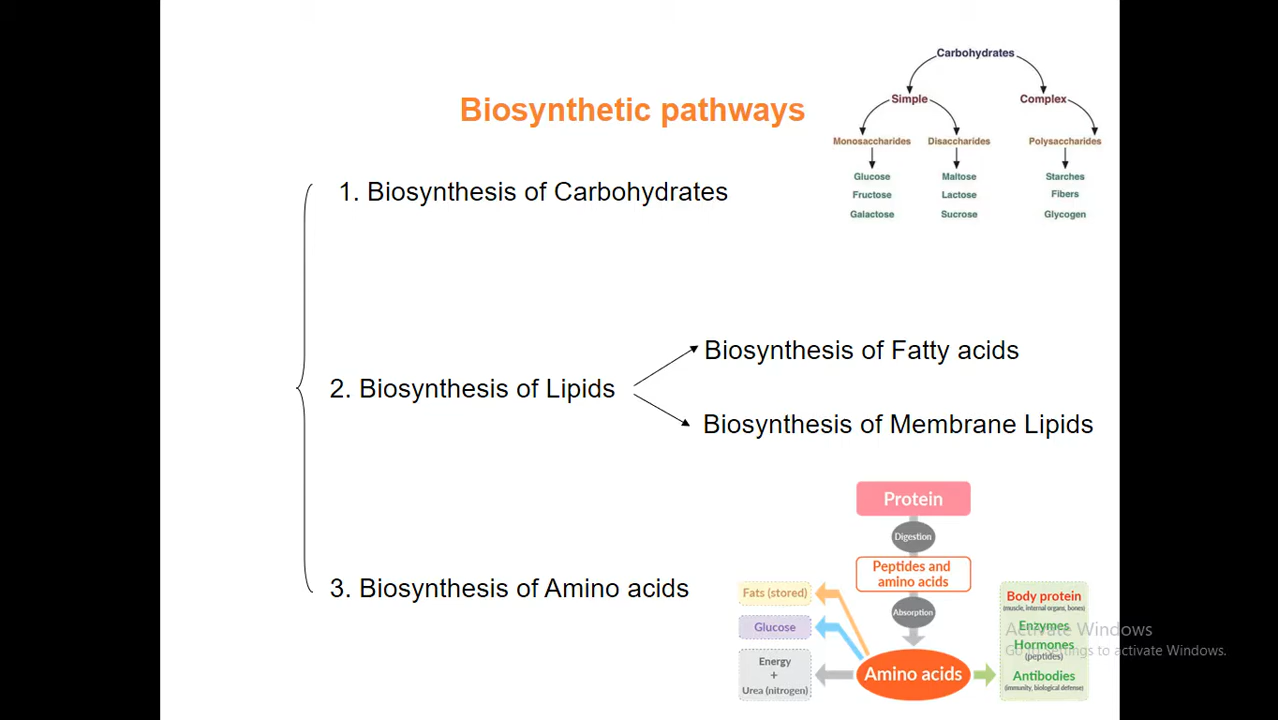 Carbohydrates
Simple
Complex
Biosynthetic pathways
Monosaccharides
Disaccharides
Polysaccharides
Glucose
Maltose
Starches
Fructose
Lactose
Fibers
Galactose
Sucrose
Glycogen
1. Biosynthesis of Carbohydrates
Biosynthesis of Fatty acids
2. Biosynthesis of Lipids
Biosynthesis of Membrane Lipids
3. Biosynthesis of Amino acids
Protein
Digestion
Peptides and
amino acids
Absorption
Amino acids
Fats (stored)
Glucose
Energy
+
Urea (nitrogen)
Body protein
(muscle, internal organs, bones)
Enzymes
Hormones
(peptides)
Antibodies
(immunity, biological defense)
Activate Windows
Go to Settings to activate Windows.